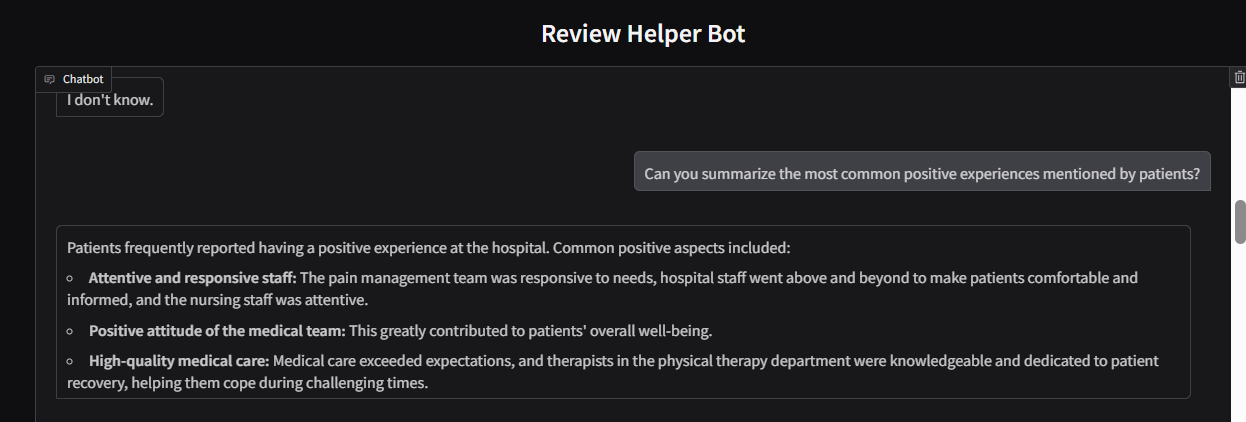 Review Helper Bot
Chatbot
I don't know.
Can you summarize the most common positive experiences mentioned by patients?
Patients frequently reported having a positive experience at the hospital. Common positive aspects included:
Attentive and responsive staff: The pain management team was responsive to needs, hospital staff went above and beyond to make patients comfortable and
informed, and the nursing staff was attentive.
Positive attitude of the medical team: This greatly contributed to patients' overall well-being.
High-quality medical care: Medical care exceeded expectations, and therapists in the physical therapy department were knowledgeable and dedicated to patient
recovery, helping them cope during challenging times.